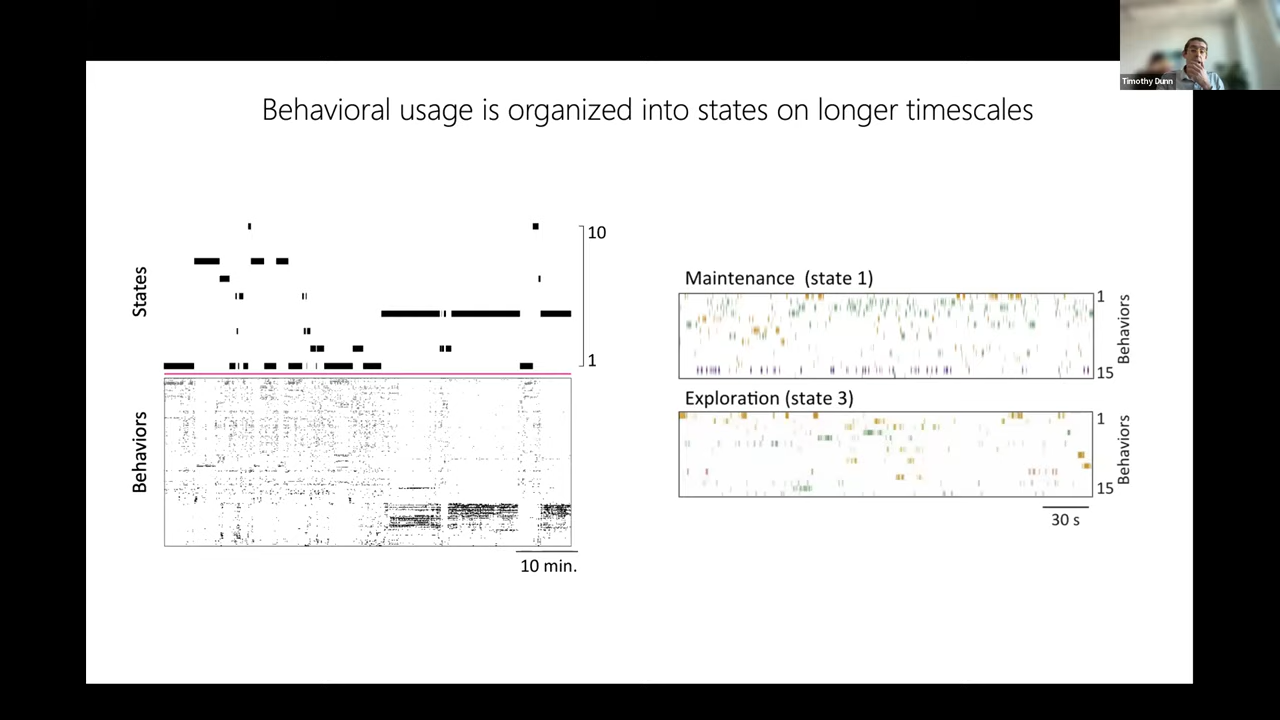 Timothy Dunn
Behavioral usage is organized into states on longer timescales
States
10
1
Behaviors
10 min.
Maintenance (state 1)
1
Behaviors
15
Exploration (state 3)
1
Behaviors
15
30 s